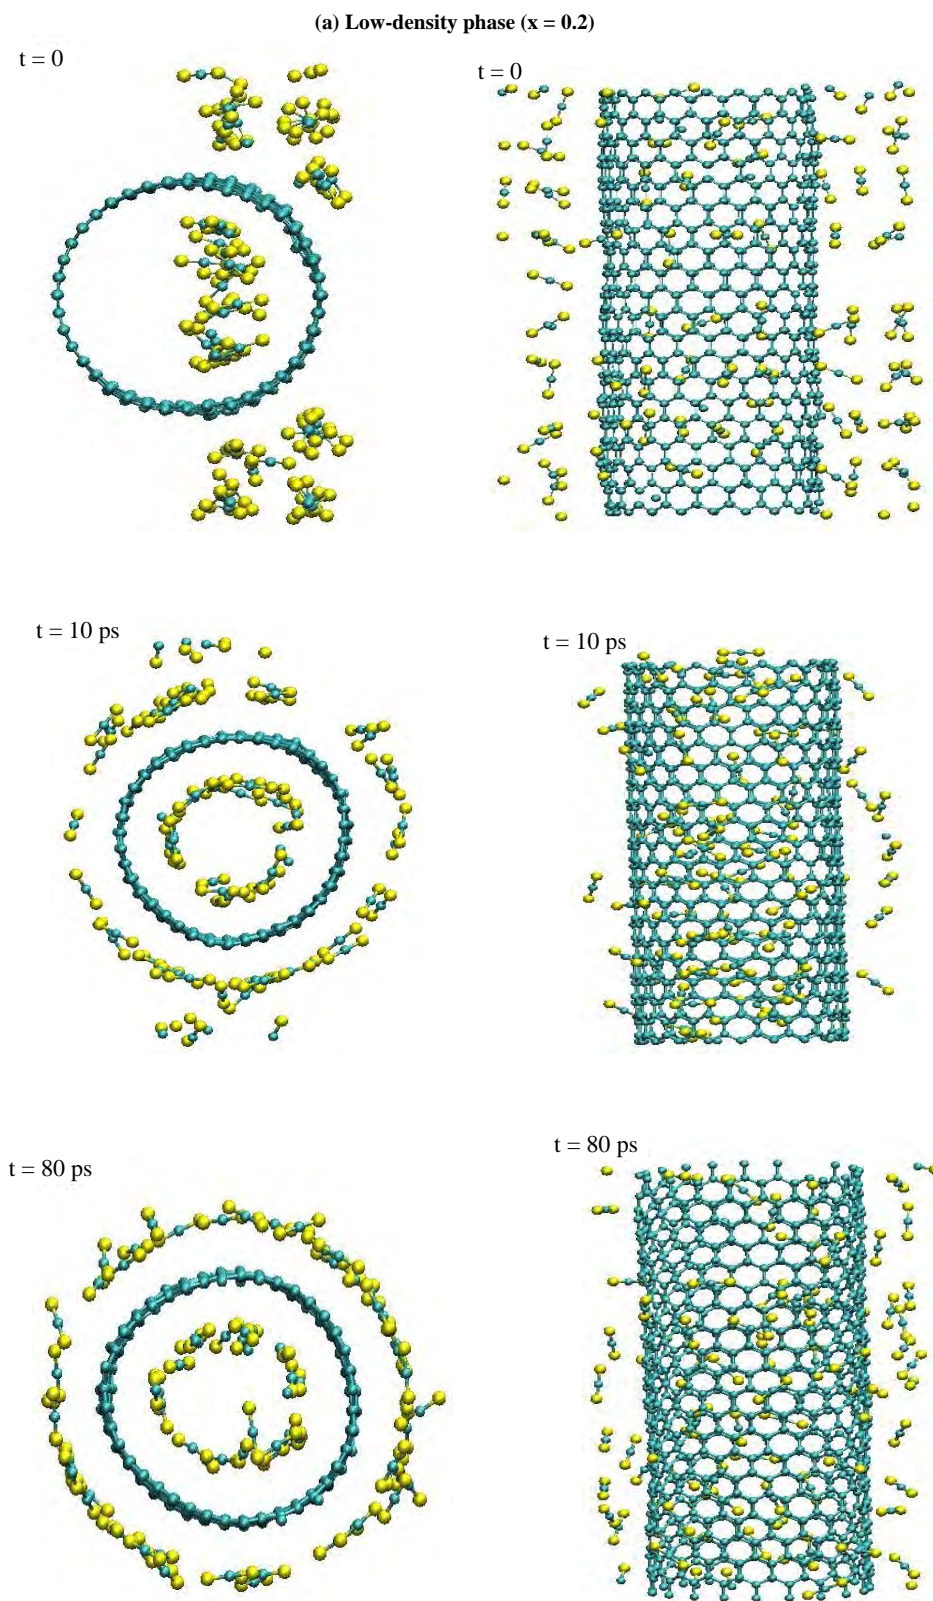 (a) Low-density phase (x = 0.2)
t = 0
t = 0
t = 10 ps
t = 10 ps
t = 80 ps
t = 80 ps